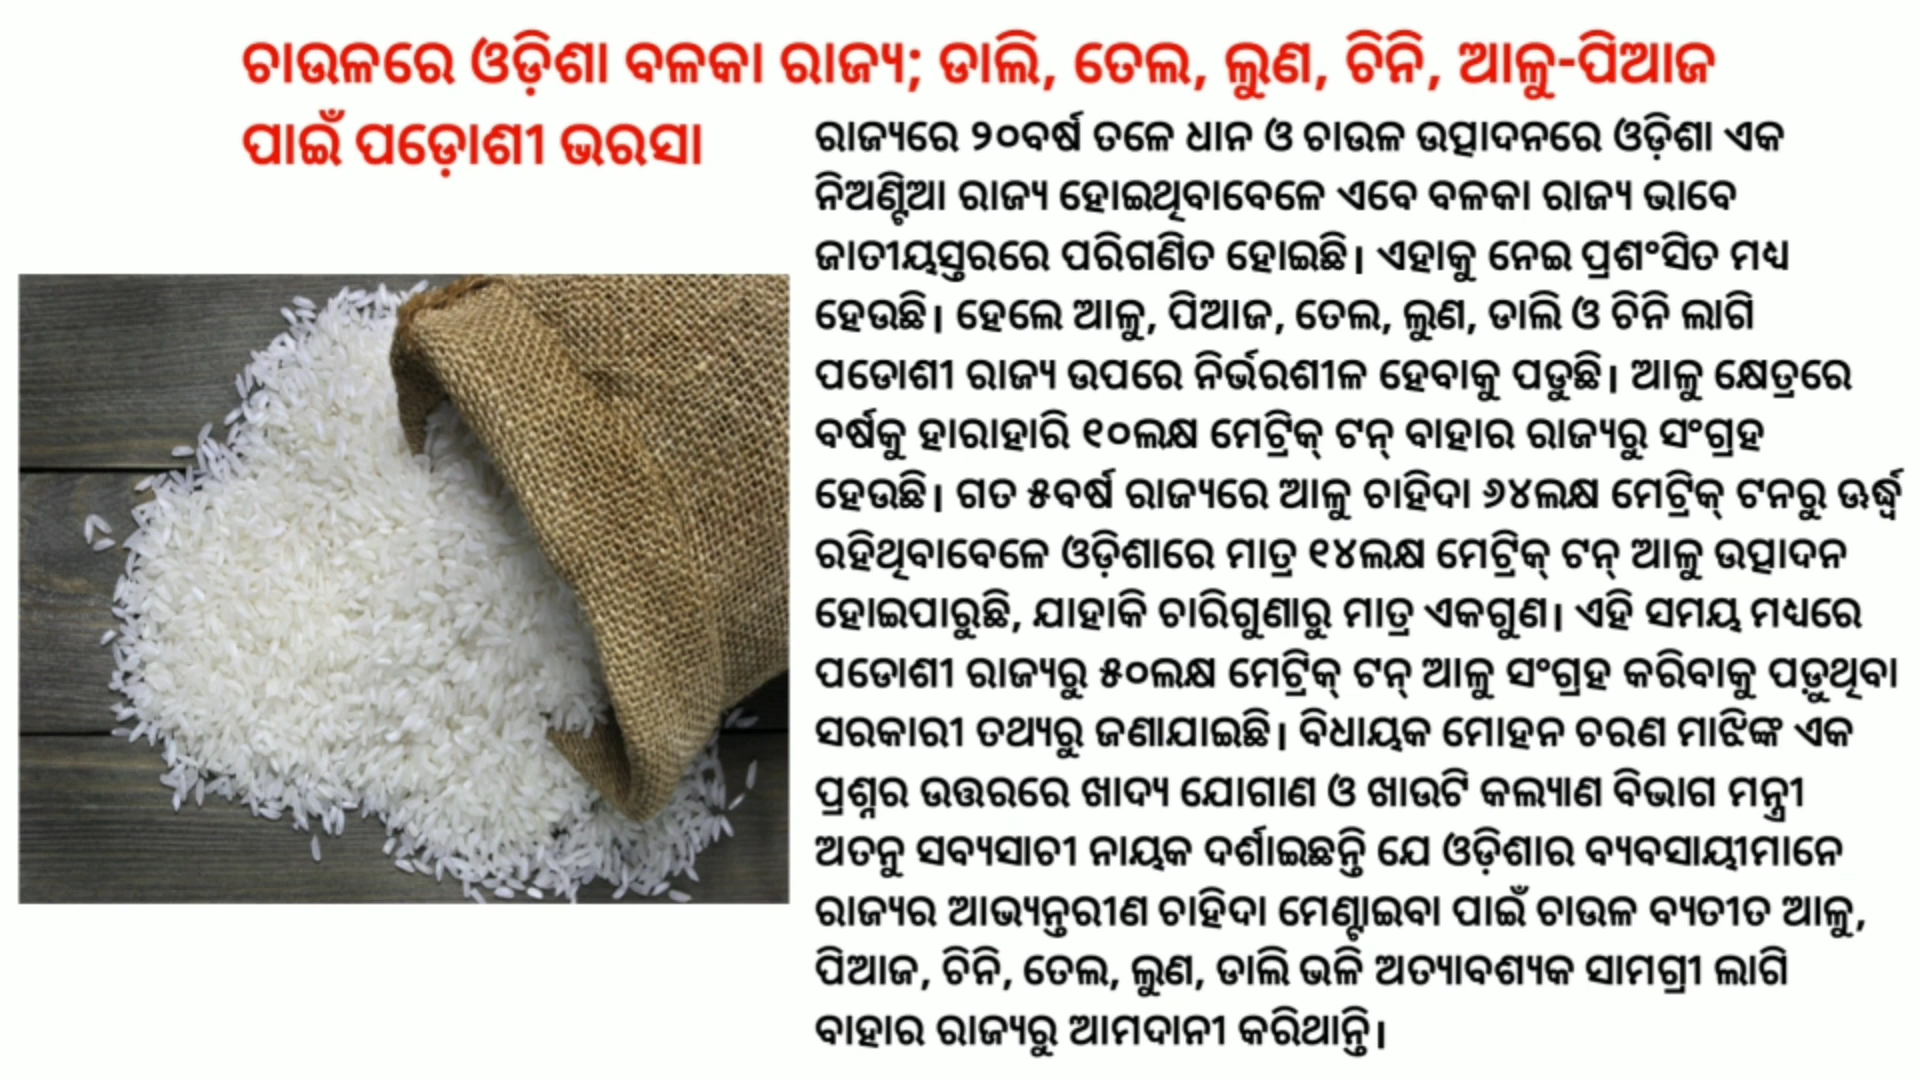 ଚାଉଳରେ ଓଡ଼ିଶା ବଳକା ରାଜ୍ୟ; ଡାଲି, ତେଲ, ଲୁଣ, ଚିନି, ଆଳୁ-ପିଆଜ
ପାଇଁ ପଡ଼ୋଶୀ ଭରସା
ରାଜ୍ୟରେ ୨୦ବର୍ଷ ତଳେ ଧାନ ଓ ଚାଉଳ ଉତ୍ପାଦନରେ ଓଡ଼ିଶା ଏକ
ନିଅଣ୍ଟିଆ ରାଜ୍ୟ ହୋଇଥିବାବେଳେ ଏବେ ବଳକା ରାଜ୍ୟ ଭାବେ
ଜାତୀୟସ୍ତରରେ ପରିଗଣିତ ହୋଇଛି। ଏହାକୁ ନେଇ ପ୍ରଶଂସିତ ମଧ୍ୟ
ହେଉଛି। ହେଲେ ଆଳୁ, ପିଆଜ, ତେଲ, ଲୁଣ, ଡାଲି ଓ ଚିନି ଲାଗି
ପଡୋଶୀ ରାଜ୍ୟ ଉପରେ ନିର୍ଭରଶୀଳ ହେବାକୁ ପଡୁଛି। ଆଳୁ କ୍ଷେତ୍ରରେ
ବର୍ଷକୁ ହାରାହାରି ୧୦ଲକ୍ଷ ମେଟ୍ରିକ୍ ଟନ୍ ବାହାର ରାଜ୍ୟରୁ ସଂଗ୍ରହ
ହେଉଛି। ଗତ ୫ବର୍ଷ ରାଜ୍ୟରେ ଆଳୁ ଚାହିଦା ୬୪ଲକ୍ଷ ମେଟ୍ରିକ୍ ଟନରୁ ଊର୍ଦ୍ଧ୍ୱ
ରହିଥିବାବେଳେ ଓଡ଼ିଶାରେ ମାତ୍ର ୧୪ଲକ୍ଷ ମେଟ୍ରିକ୍ ଟନ୍ ଆଳୁ ଉତ୍ପାଦନ
ହୋଇପାରୁଛି, ଯାହାକି ଚାରିଗୁଣାରୁ ମାତ୍ର ଏକଗୁଣ। ଏହି ସମୟ ମଧ୍ୟରେ
ପଡୋଶୀ ରାଜ୍ୟରୁ ୫୦ଲକ୍ଷ ମେଟ୍ରିକ୍ ଟନ୍ ଆଳୁ ସଂଗ୍ରହ କରିବାକୁ ପଡ଼ୁଥିବା
ସରକାରୀ ତଥ୍ୟରୁ ଜଣାଯାଇଛି। ବିଧାୟକ ମୋହନ ଚରଣ ମାଝିଙ୍କ ଏକ
ପ୍ରଶ୍ନର ଉତ୍ତରରେ ଖାଦ୍ୟ ଯୋଗାଣ ଓ ଖାଉଟି କଲ୍ୟାଣ ବିଭାଗ ମନ୍ତ୍ରୀ
ଅତନୁ ସବ୍ୟସାଚୀ ନାୟକ ଦର୍ଶାଇଛନ୍ତି ଯେ ଓଡ଼ିଶାର ବ୍ୟବସାୟୀମାନେ
ରାଜ୍ୟର ଆଭ୍ୟନ୍ତରୀଣ ଚାହିଦା ମେଣ୍ଟାଇବା ପାଇଁ ଚାଉଳ ବ୍ୟତୀତ ଆଳୁ,
ପିଆଜ, ଚିନି, ତେଲ, ଲୁଣ, ଡାଲି ଭଳି ଅତ୍ୟାବଶ୍ୟକ ସାମଗ୍ରୀ ଲାଗି
ବାହାର ରାଜ୍ୟରୁ ଆମଦାନୀ କରିଥାନ୍ତି।